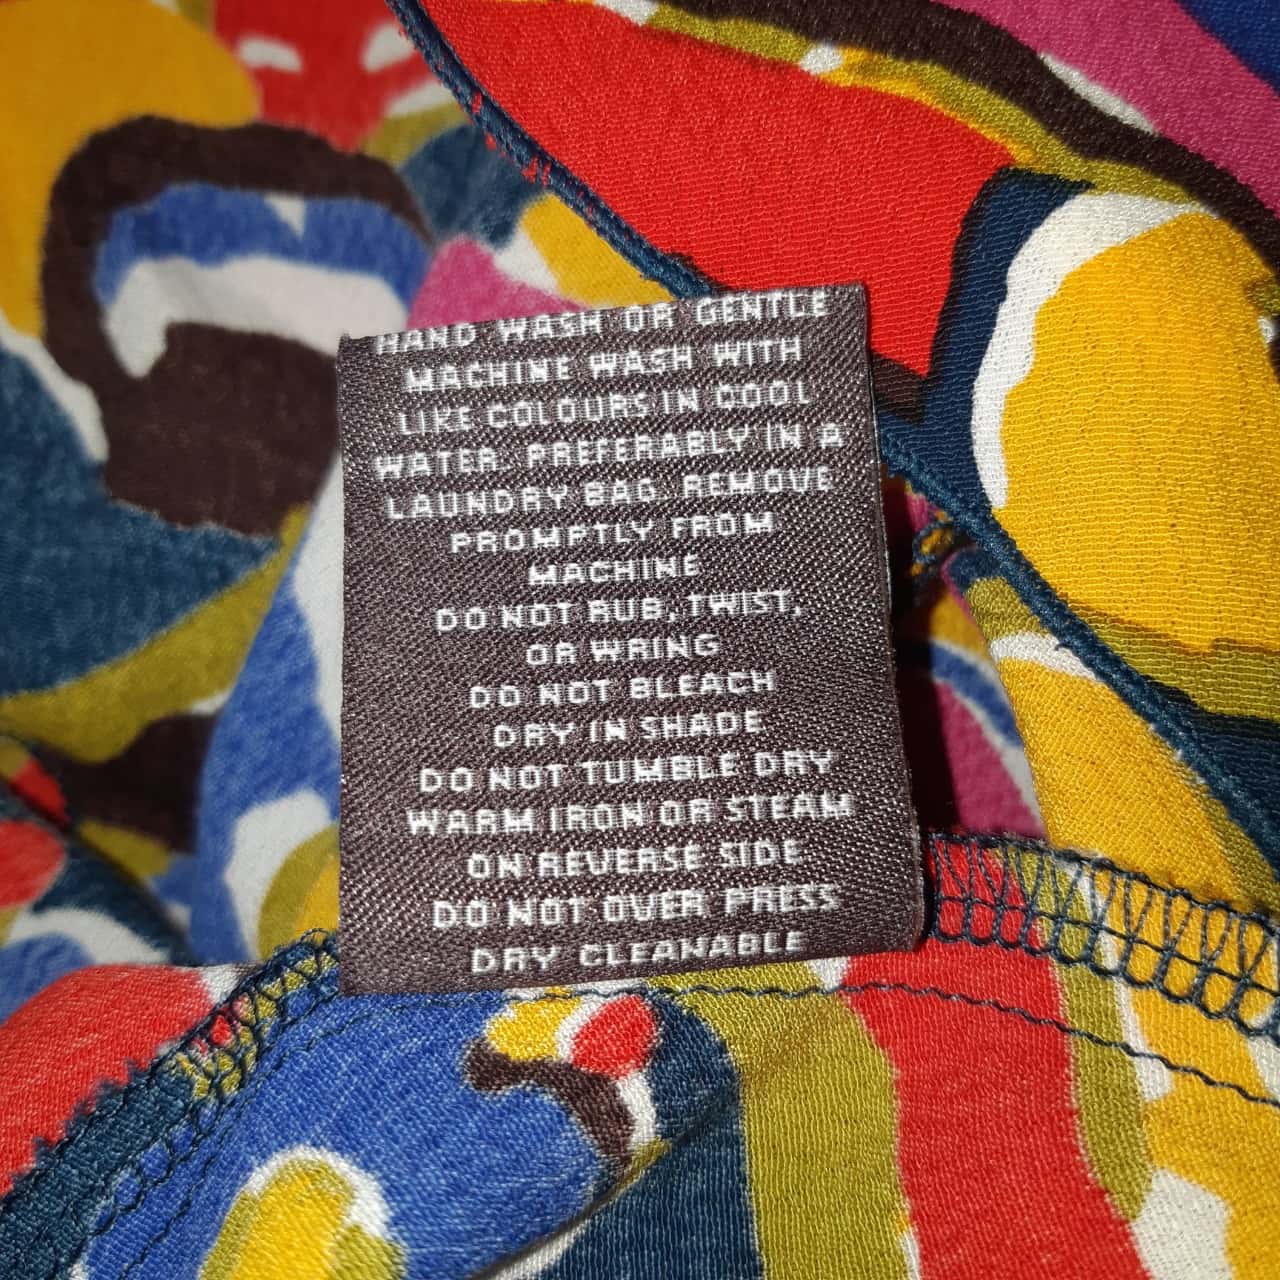 HAND WASH OR GENTLE
MACHINE WASH WITH
LIKE COLOURS IN COOL
WATER. PREFERABLY IN A
LAUNDRY BAG. REMOVE
PROMPTLY FROM
MACHINE
DO NOT RUB, TWIST,
OR WRING
DO NOT BLEACH
DRY IN SHADE
DO NOT TUMBLE DRY
WARM IRON OR STEAM
ON REVERSE SIDE
DO NOT OVER PRESS
DRY CLEANABLE